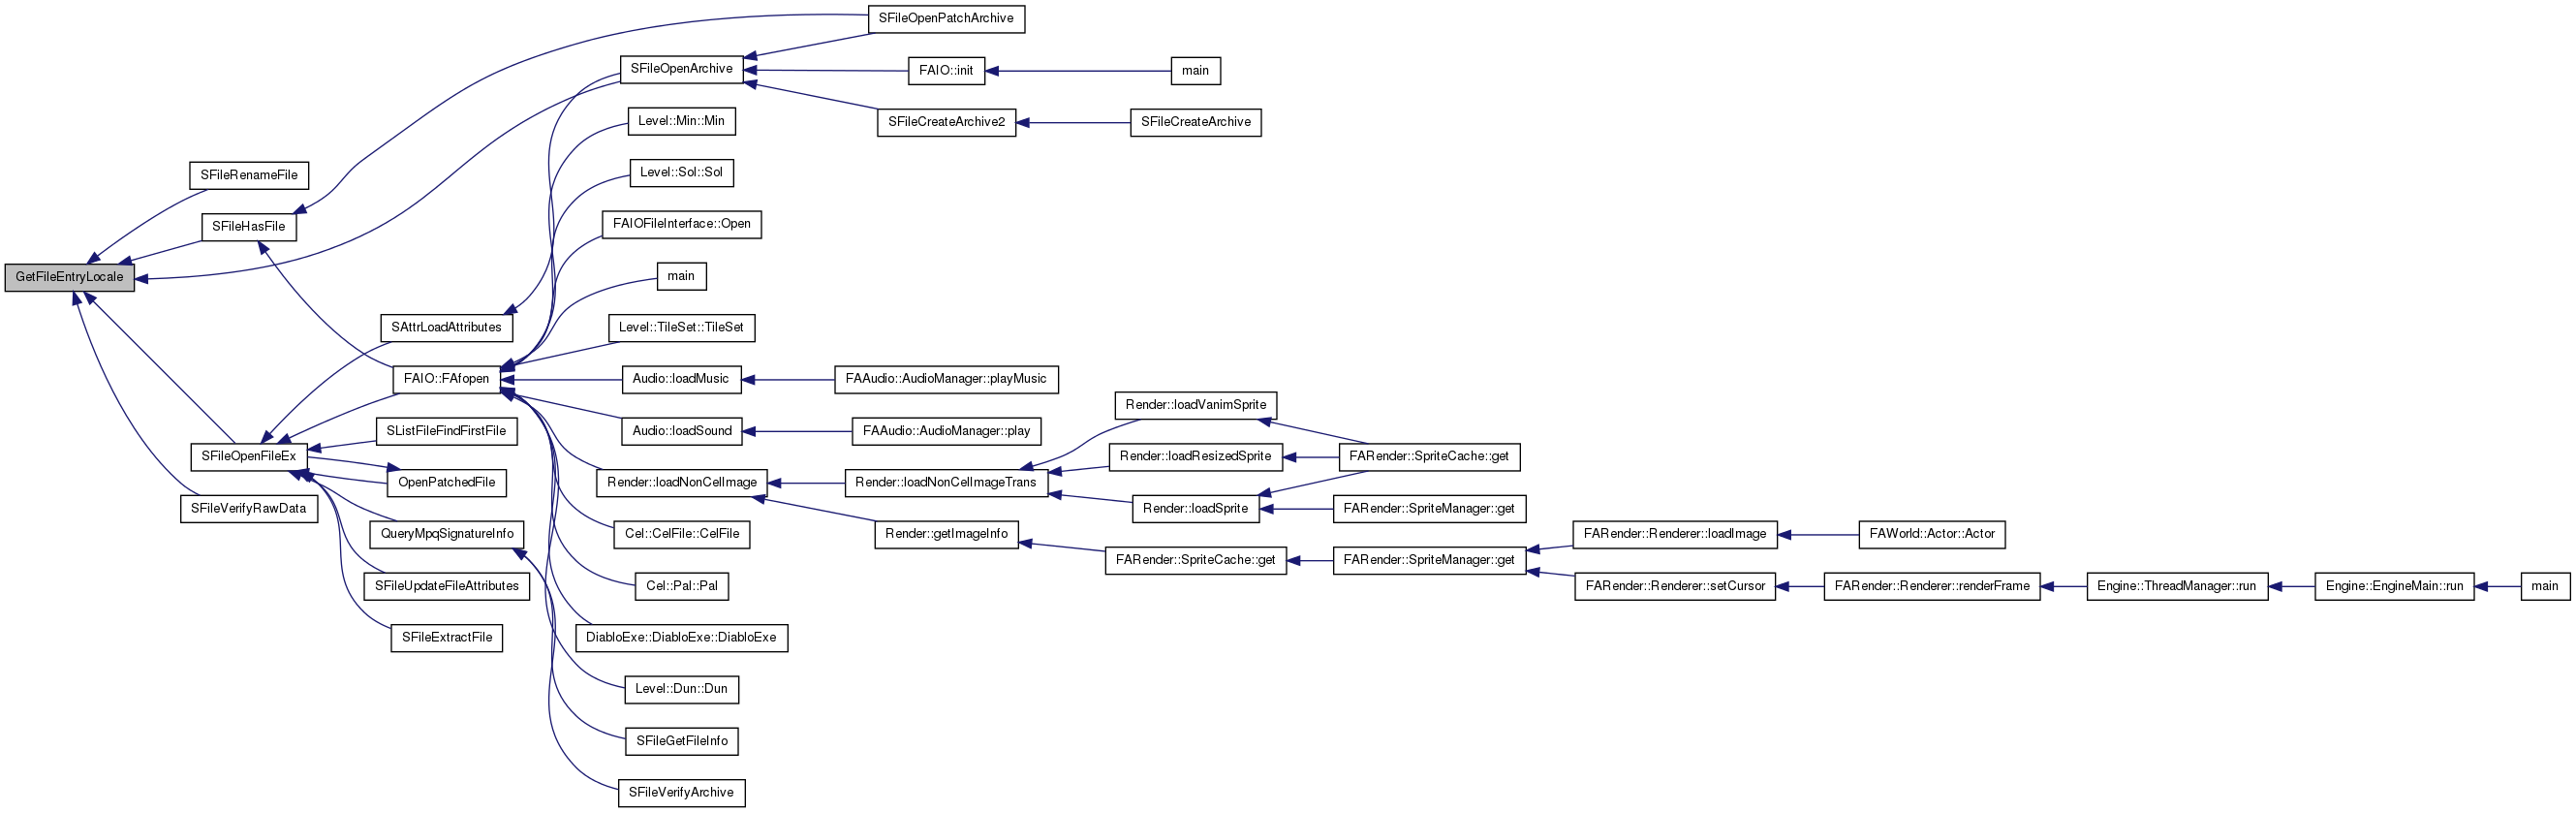 SFileOpenPatchArchive
SFileOpenArchive
FAIO::init
main
Level::Min::Min
SFileCreateArchive2
SFileCreateArchive
SFileRenameFile
Level::Sol::Sol
SFileHasFile
FAIOFileInterface::Open
GetFileEntryLocale
main
SAttrLoadAttributes
Level::TileSet::TileSet
FAIO::FAfopen
Audio::loadMusic
FAAudio::AudioManager::playMusic
Render::loadVanimSprite
SListFileFindFirstFile
Audio::loadSound
FAAudio::AudioManager::play
SFileOpenFileEx
Render::loadResizedSprite
FARender::SpriteCache::get
OpenPatchedFile
Render::loadNonCelImage
Render::loadNonCelImageTrans
SFileVerifyRawData
Render::loadSprite
FARender::SpriteManager::get
QueryMpqSignatureInfo
Cel::CelFile::CelFile
Render::getImageInfo
FARender::Renderer::loadImage
FAWorld::Actor::Actor
FARender::SpriteCache::get
FARender::SpriteManager::get
SFileUpdateFileAttributes
Cel::Pal::Pal
FARender::Renderer::setCursor
FARender::Renderer::renderFrame
Engine::ThreadManager::run
Engine::EngineMain::run
main
SFileExtractFile
DiabloExe::DiabloExe::DiabloExe
Level::Dun::Dun
SFileGetFileInfo
SFileVerifyArchive